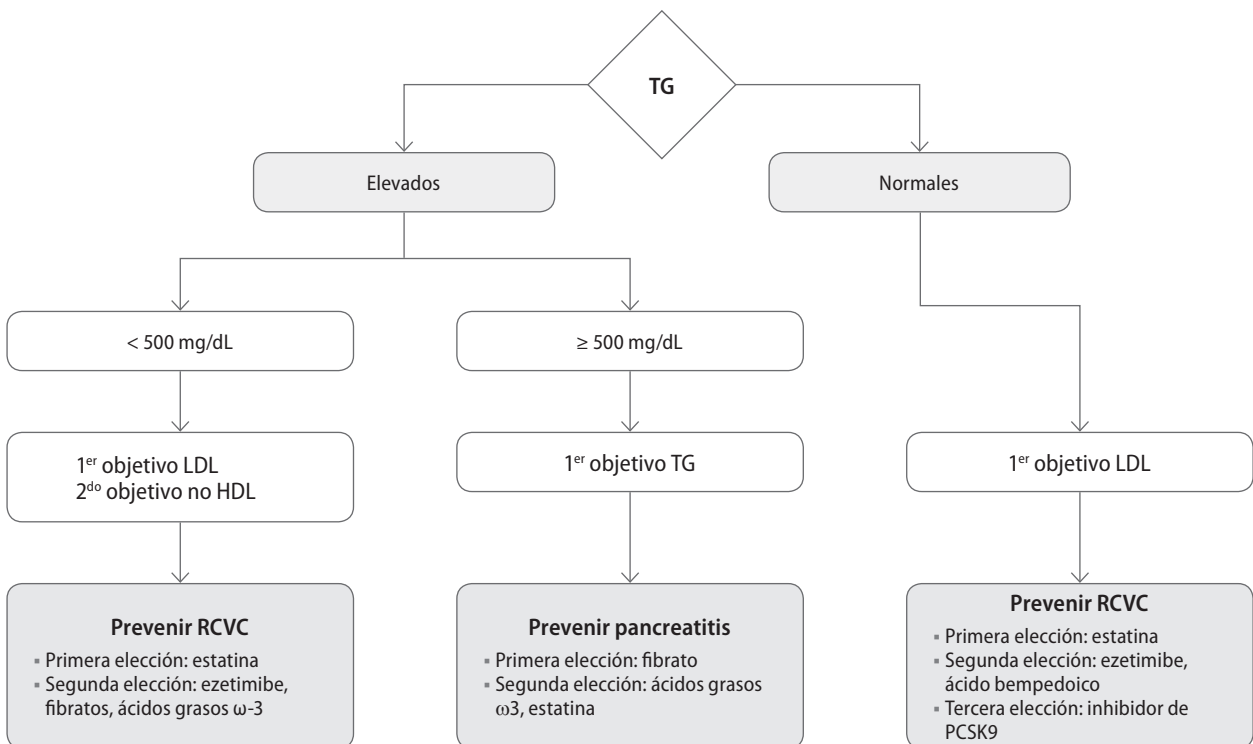 TG
Elevados
Normales
< 500 mg/dL
≥ 500 mg/dL
1er objetivo LDL
2do objetivo no HDL
1er objetivo TG
1er objetivo LDL
Prevenir RCVC
▪ Primera elección: estatina
▪ Segunda elección: ezetimibe,
fibratos, ácidos grasos ω-3
Prevenir pancreatitis
▪ Primera elección: fibrato
▪ Segunda elección: ácidos grasos
ω3, estatina
Prevenir RCVC
▪ Primera elección: estatina
▪ Segunda elección: ezetimibe,
ácido bempedoico
▪ Tercera elección: inhibidor de
PCSK9